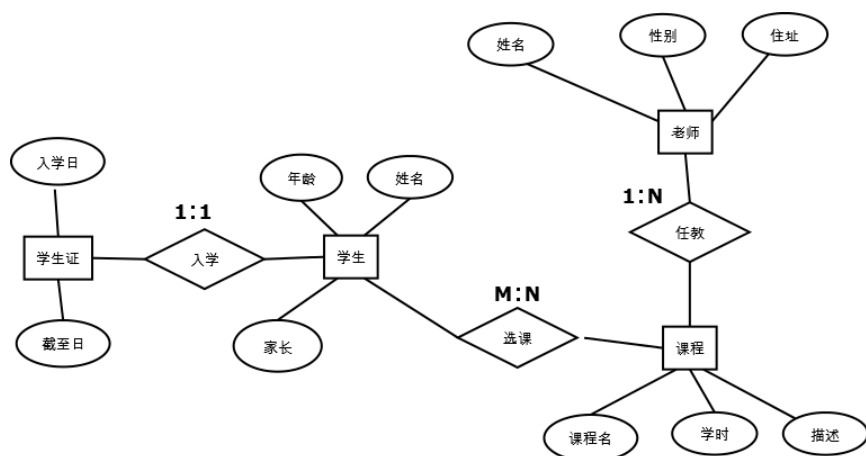 姓名
性别
住址
老师
入学日
年龄
姓名
1:1
1:N
学生证
入学
学生
任教
M:N
截至日
家长
选课
课程
课程名
学时
描述